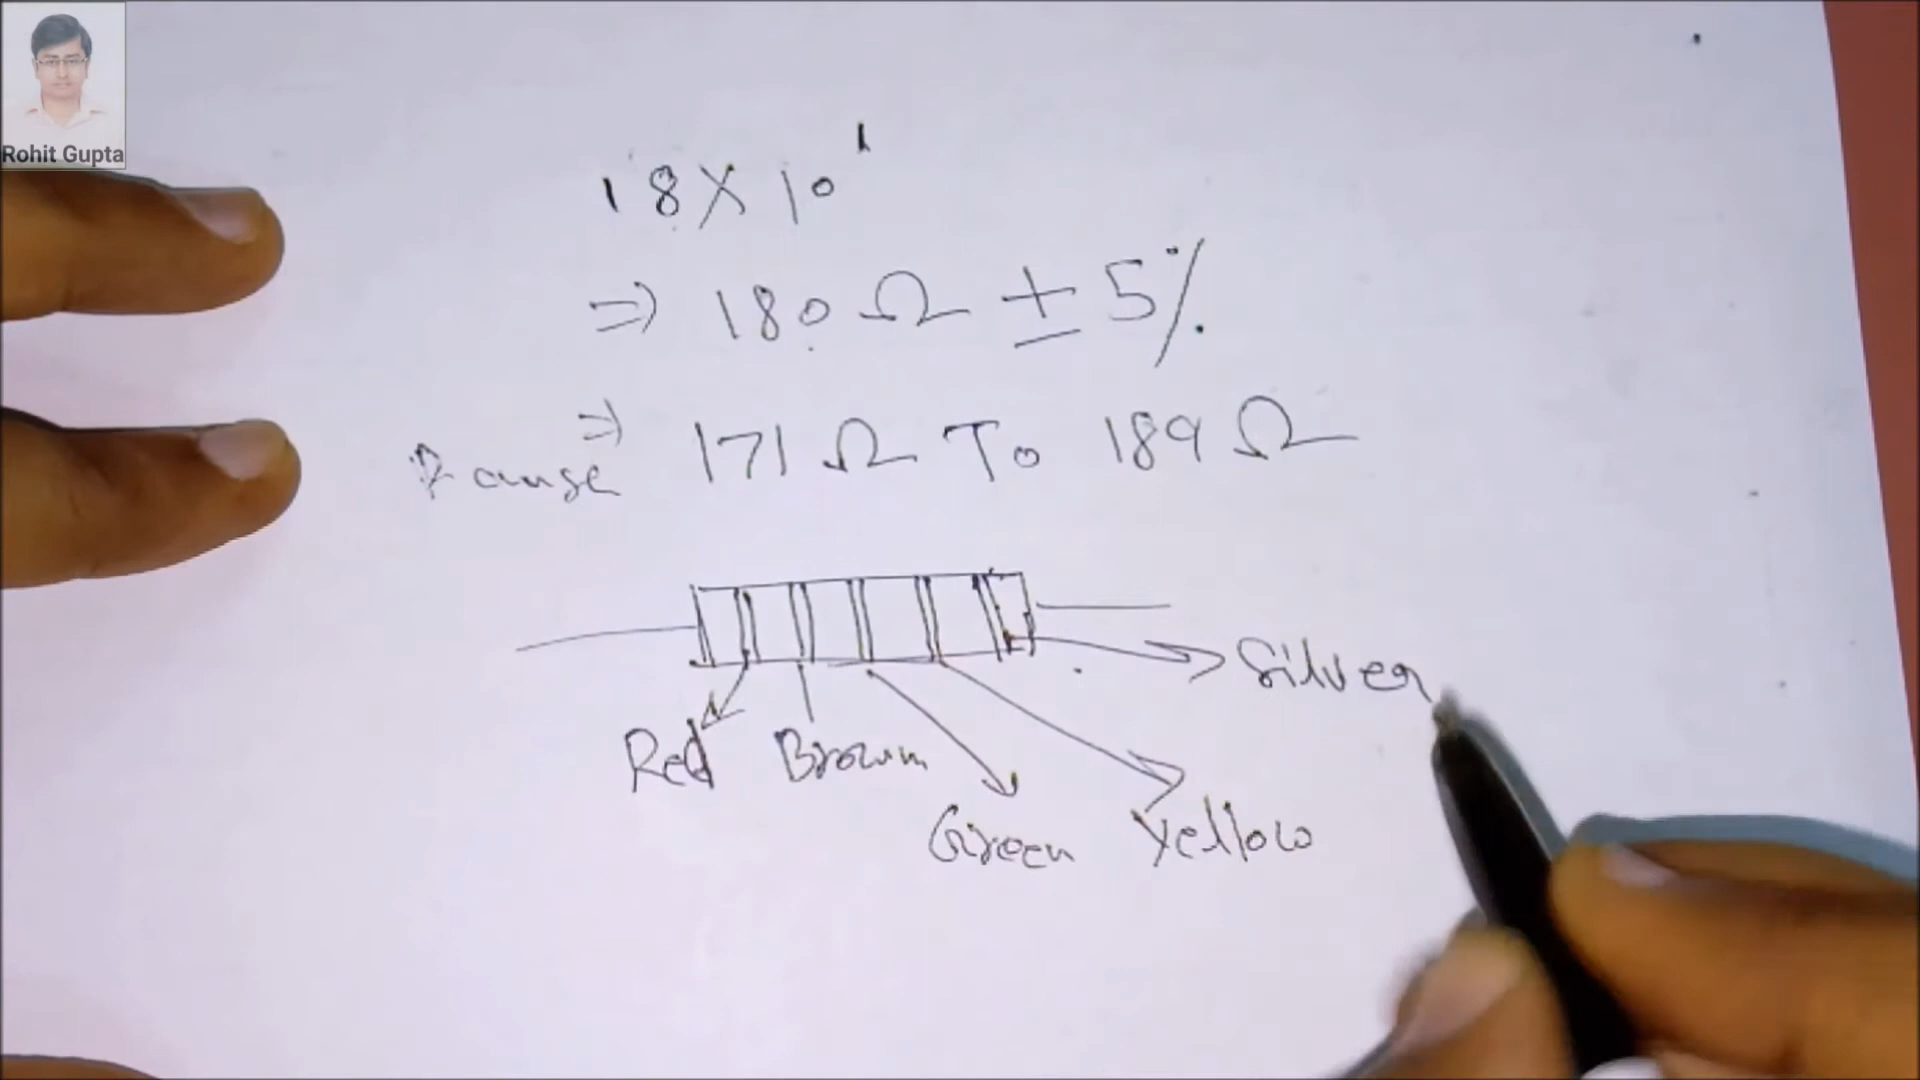 Rohit Gupta
18 X 10¹
=> 180 Ω ± 5%
=> 171 Ω To 189 Ω
Range
Silver
Red Brown
Green Yellow